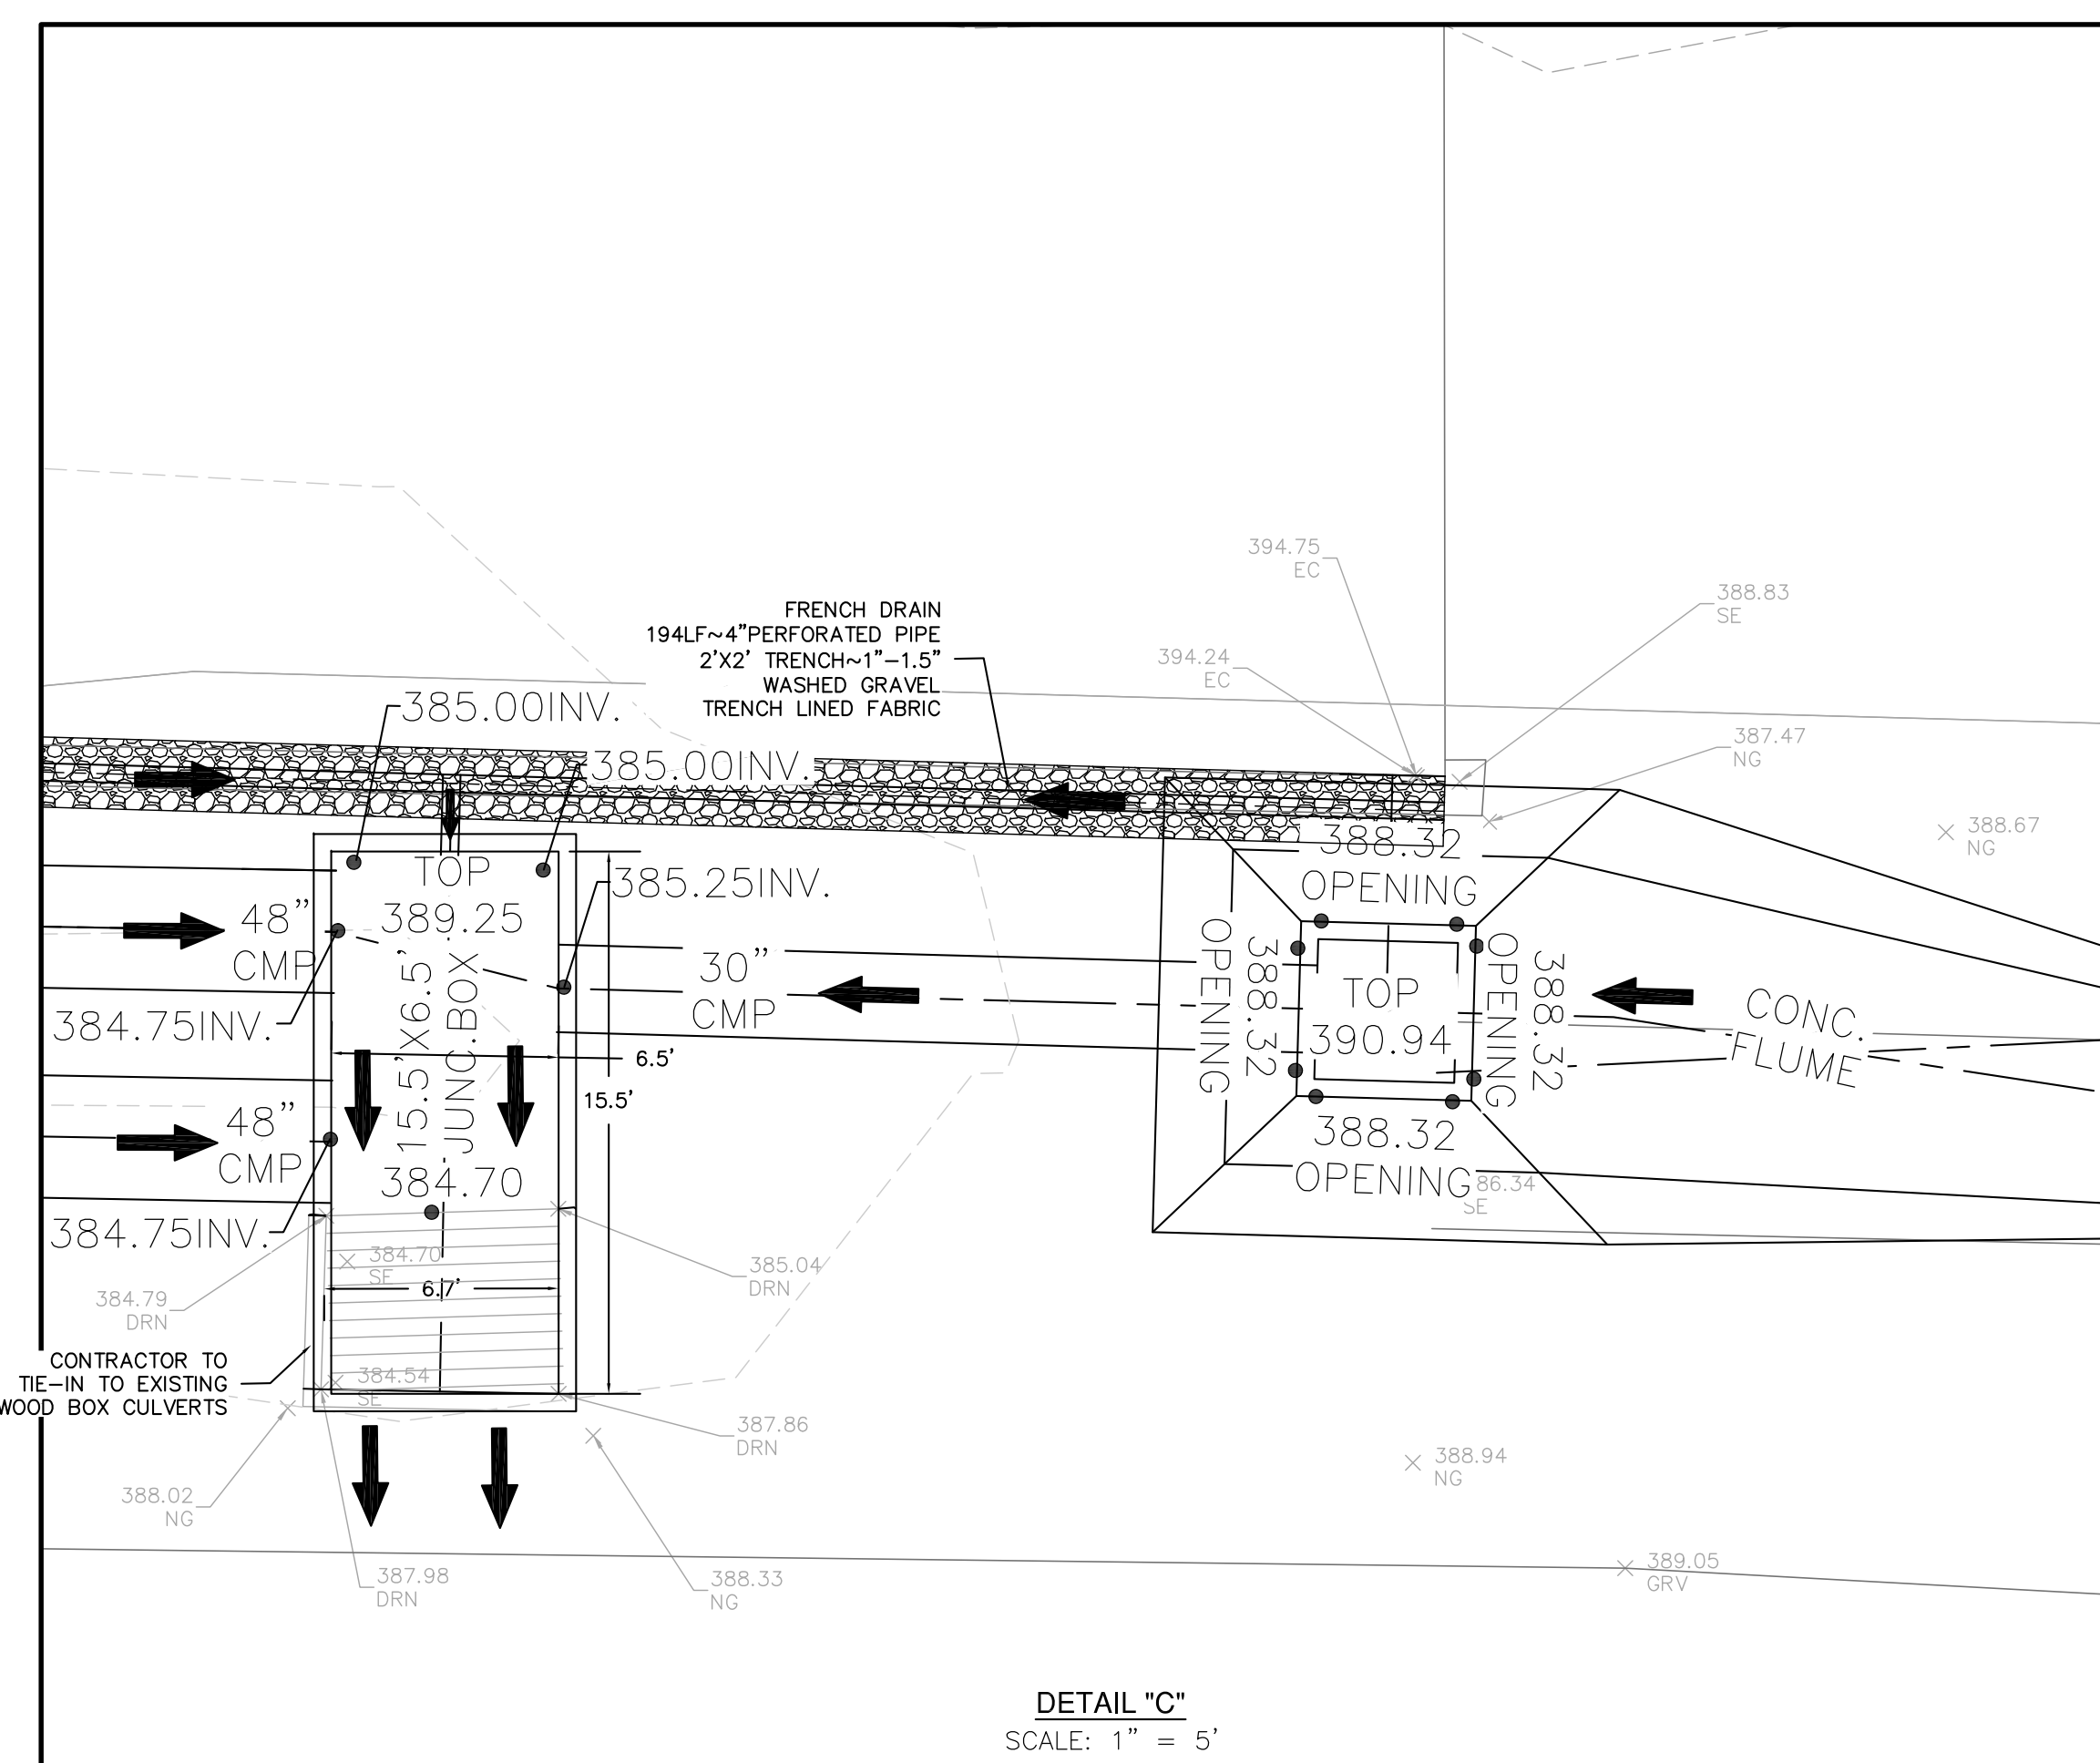 394.75
EC
388.83
SE
FRENCH DRAIN
194LF~4"PERFORATED PIPE
2'X2' TRENCH~1"-1.5"
WASHED GRAVEL
TRENCH LINED FABRIC
394.24
EC
385.00INV.
385.00INV.
387.47
NG
388.67
NG
TOP
389.25
385.25INV.
48"
CMP
384.75INV.
30"
CMP
15.5'X6.5'
JUNC.BOX
6.5'
15.5'
48"
CMP
384.75INV.
384.70
388.32
OPENING
OPENING
388.32
TOP
390.94
OPENING
388.32
388.32
OPENING
CONC.
FLUME
86.34
SE
384.70
SE
6.7'
385.04
DRN
384.79
DRN
CONTRACTOR TO
TIE-IN TO EXISTING
WOOD BOX CULVERTS
384.54
SE
387.86
DRN
388.02
NG
387.98
DRN
388.33
NG
388.94
NG
389.05
GRV
DETAIL "C"
SCALE: 1" = 5'